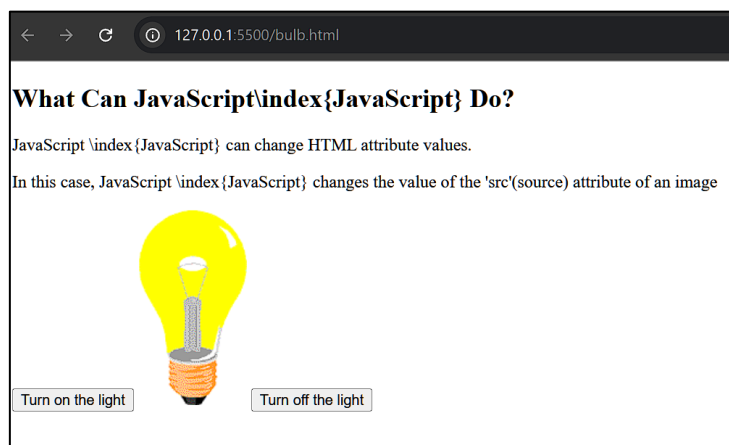 127.0.0.1:5500/bulb.html
What Can JavaScript\index{JavaScript} Do?
JavaScript \index{JavaScript} can change HTML attribute values.
In this case, JavaScript \index{JavaScript} changes the value of the 'src'(source) attribute of an image
Turn on the light
Turn off the light